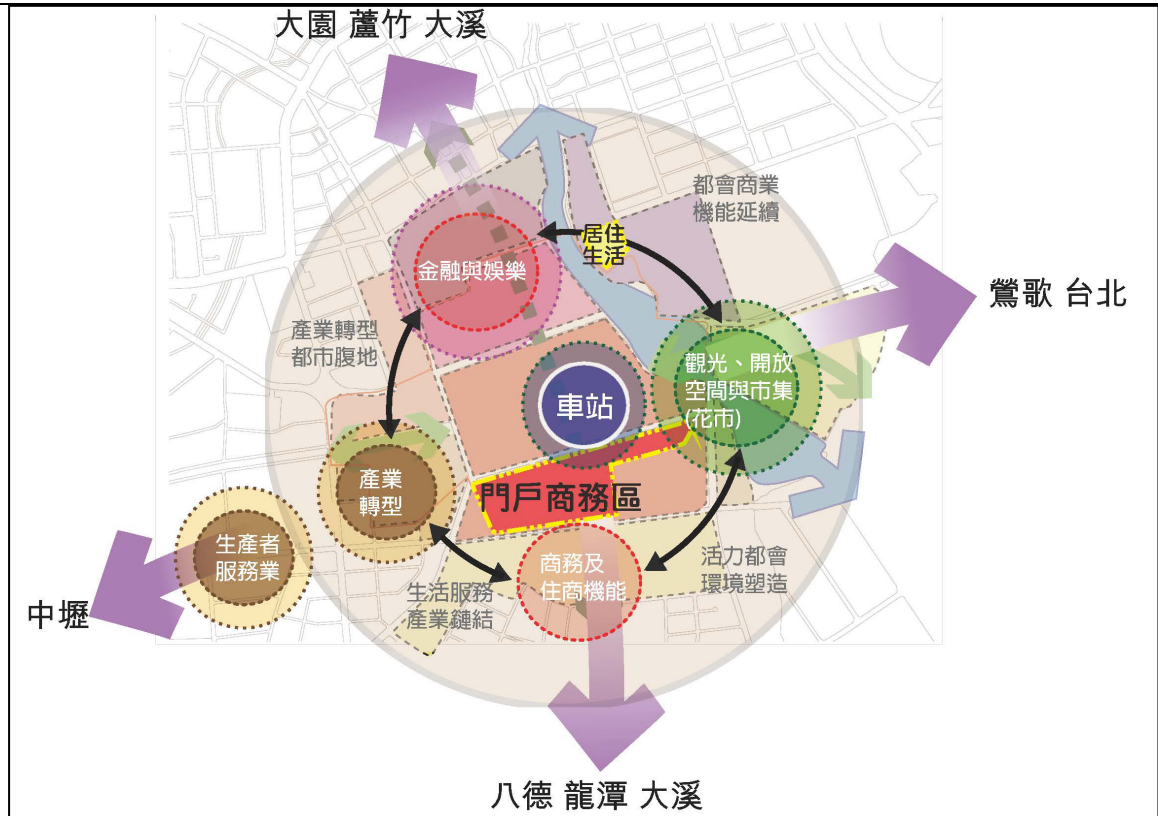 大園 蘆竹 大溪
都會商業
機能延續
居住
生活
鶯歌 台北
金融與娛樂
產業轉型
都市腹地
觀光、開放
空間與市集
(花市)
車站
產業
轉型
門戶商務區
生產者
服務業
商務及
住商機能
活力都會
環境塑造
生活服務
產業鏈結
中壢
八德 龍潭 大溪